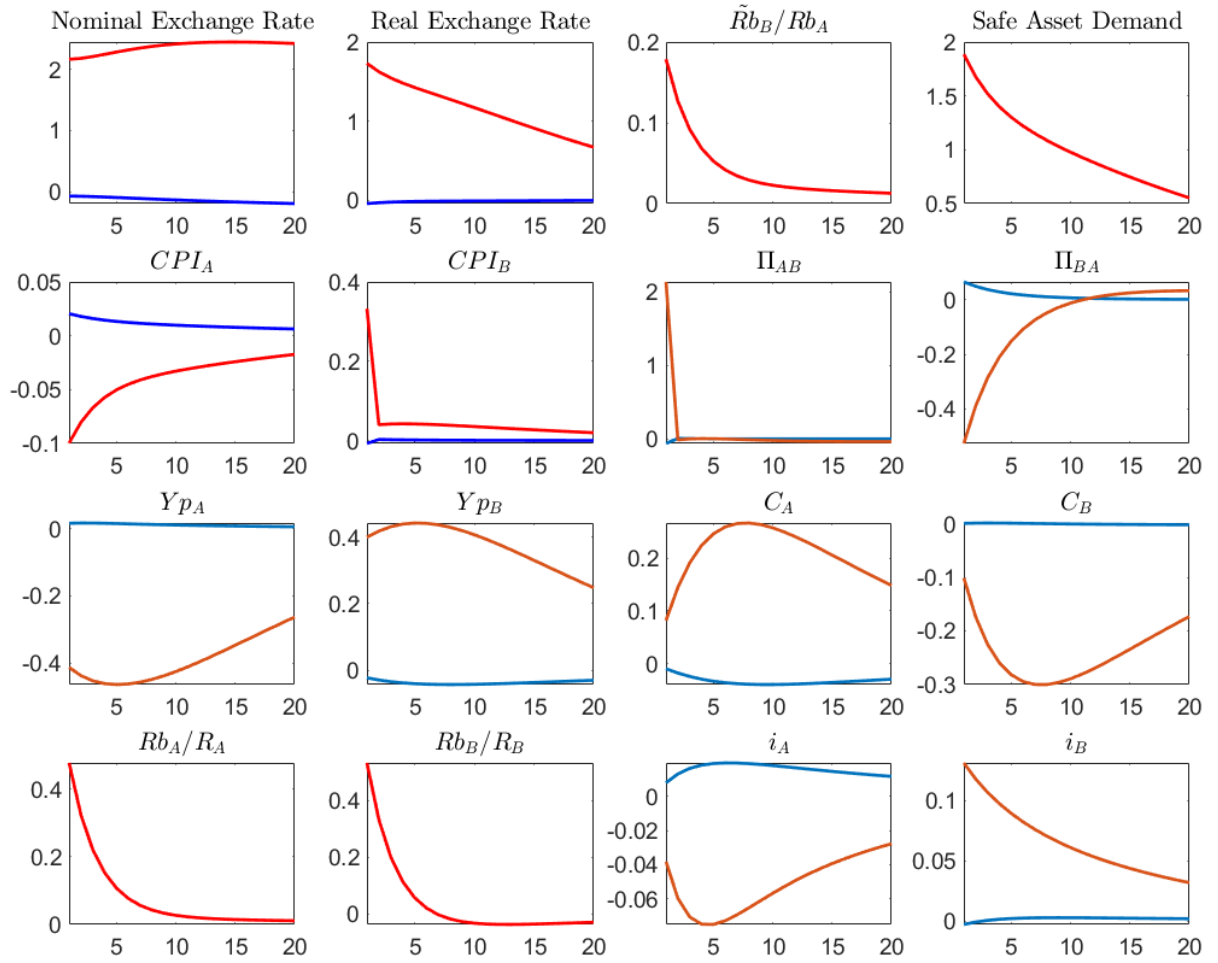 Nominal Exchange Rate
2
1
0
5 10 15 20
Real Exchange Rate
2
1
0
5 10 15 20
R̃b_B/Rb_A
0.2
0.1
0
5 10 15 20
Safe Asset Demand
2
1.5
1
0.5
5 10 15 20
CPI_A
0.05
0
-0.05
-0.1
5 10 15 20
CPI_B
0.4
0.2
0
5 10 15 20
Π_AB
2
1
0
5 10 15 20
Π_BA
0
-0.2
-0.4
5 10 15 20
Yp_A
0
-0.2
-0.4
5 10 15 20
Yp_B
0.4
0.2
0
5 10 15 20
C_A
0.2
0.1
0
5 10 15 20
C_B
0
-0.1
-0.2
-0.3
5 10 15 20
Rb_A/R_A
0.4
0.2
0
5 10 15 20
Rb_B/R_B
0.4
0.2
0
5 10 15 20
i_A
0
-0.02
-0.04
-0.06
5 10 15 20
i_B
0.1
0.05
0
5 10 15 20